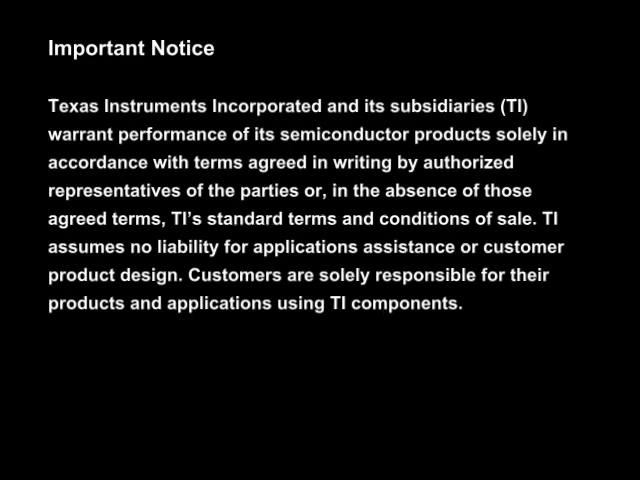 Important Notice
Texas Instruments Incorporated and its subsidiaries (TI)
warrant performance of its semiconductor products solely in
accordance with terms agreed in writing by authorized
representatives of the parties or, in the absence of those
agreed terms, TI’s standard terms and conditions of sale. TI
assumes no liability for applications assistance or customer
product design. Customers are solely responsible for their
products and applications using TI components.